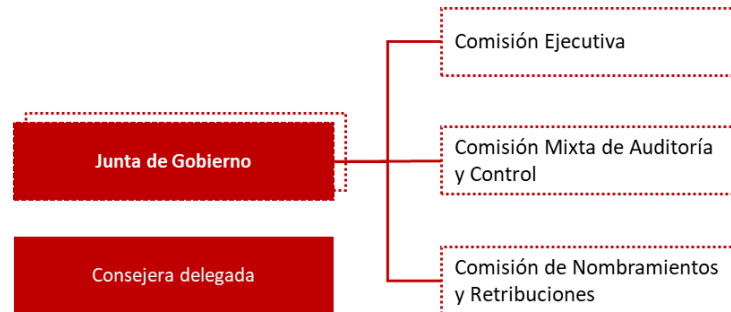 Comisión Ejecutiva
Junta de Gobierno
Comisión Mixta de Auditoría
y Control
Consejera delegada
Comisión de Nombramientos
y Retribuciones